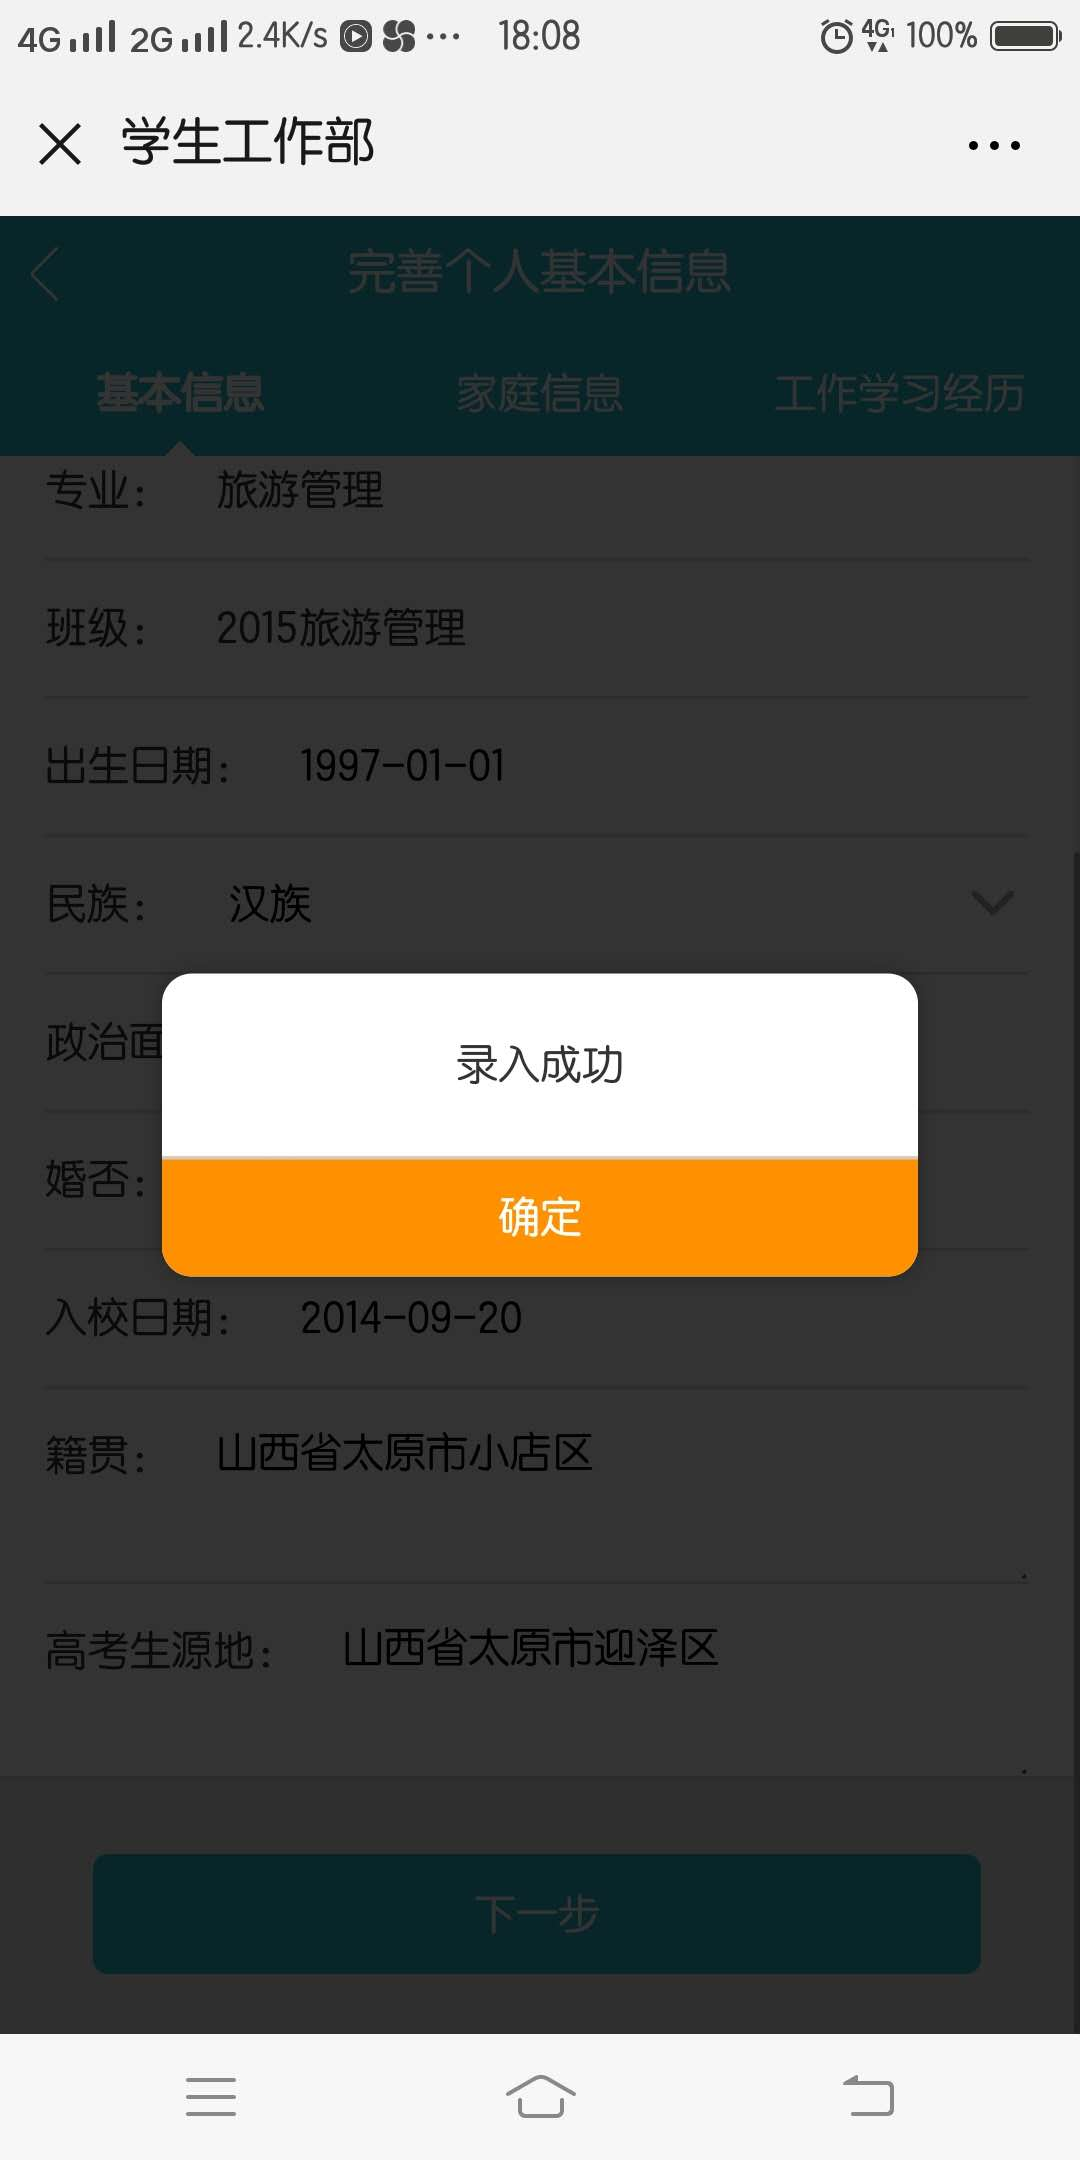 4G 2G 2.4K/s 18:08 4G 100%
学生工作部
完善个人基本信息
基本信息 家庭信息 工作学习经历
专业: 旅游管理
班级: 2015旅游管理
出生日期: 1997-01-01
民族: 汉族
政治面
录入成功
婚否:
确定
入校日期: 2014-09-20
籍贯: 山西省太原市小店区
高考生源地: 山西省太原市迎泽区
下一步